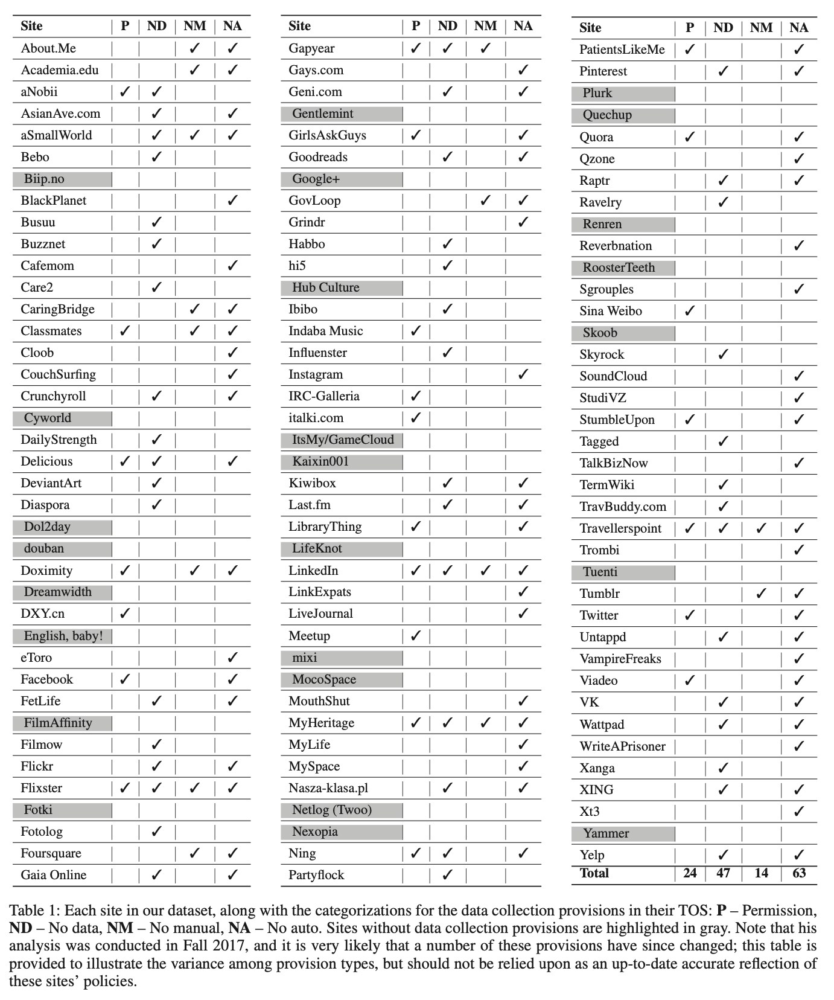 Site P ND NM NA
About.Me ✓ ✓
Academia.edu ✓ ✓
aNobii ✓ ✓
AsianAve.com ✓ ✓
aSmallWorld ✓ ✓ ✓
Bebo ✓
Biip.no
BlackPlanet ✓
Busuu ✓
Buzznet ✓
Cafemom ✓
Care2 ✓
CaringBridge ✓ ✓
Classmates ✓ ✓ ✓
Cloob ✓
CouchSurfing ✓
Crunchyroll ✓ ✓
Cyworld
DailyStrength ✓
Delicious ✓ ✓ ✓
DeviantArt ✓
Diaspora ✓
Dol2day
douban
Doximity ✓ ✓ ✓
Dreamwidth
DXY.cn ✓
English, baby!
eToro ✓
Facebook ✓ ✓
FetLife ✓ ✓
FilmAffinity
Filmow ✓
Flickr ✓ ✓
Flixster ✓ ✓ ✓ ✓
Fotki
Fotolog ✓
Foursquare ✓ ✓
Gaia Online ✓ ✓
Site P ND NM NA
Gapyear ✓ ✓ ✓
Gays.com ✓
Geni.com ✓ ✓
Gentlemint
GirlsAskGuys ✓ ✓
Goodreads ✓ ✓
Google+
GovLoop ✓ ✓
Grindr ✓
Habbo ✓
hi5 ✓
Hub Culture
Ibibo ✓
Indaba Music ✓
Influenster ✓
Instagram ✓
IRC-Galleria ✓
italki.com ✓
ItsMy/GameCloud
Kaixin001
Kiwibox ✓ ✓
Last.fm ✓ ✓
LibraryThing ✓ ✓
LifeKnot
LinkedIn ✓ ✓ ✓ ✓
LinkExpats ✓
LiveJournal ✓
Meetup ✓
mixi
MocoSpace
MouthShut ✓
MyHeritage ✓ ✓ ✓ ✓
MyLife ✓
MySpace ✓
Nasza-klasa.pl ✓ ✓
Netlog (Twoo)
Nexopia
Ning ✓ ✓ ✓
Partyflock ✓
Site P ND NM NA
PatientsLikeMe ✓ ✓
Pinterest ✓ ✓
Plurk
Quechup
Quora ✓ ✓
Qzone ✓
Raptr ✓ ✓
Ravelry ✓
Renren
Reverbnation ✓
RoosterTeeth
Sgrouples ✓
Sina Weibo ✓
Skoob
Skyrock ✓
SoundCloud ✓
StudiVZ ✓
StumbleUpon ✓ ✓
Tagged ✓
TalkBizNow ✓
TermWiki ✓
TravBuddy.com ✓
Travellerspoint ✓ ✓ ✓ ✓
Trombi ✓
Tuenti
Tumblr ✓ ✓
Twitter ✓ ✓
Untappd ✓ ✓
VampireFreaks ✓
Viadeo ✓ ✓
VK ✓ ✓
Wattpad ✓ ✓
WriteAPrisoner ✓
Xanga ✓
XING ✓ ✓
Xt3 ✓
Yammer
Yelp ✓ ✓
Total 24 47 14 63
Table 1: Each site in our dataset, along with the categorizations for the data collection provisions in their TOS: P – Permission,
ND – No data, NM – No manual, NA – No auto. Sites without data collection provisions are highlighted in gray. Note that his
analysis was conducted in Fall 2017, and it is very likely that a number of these provisions have since changed; this table is
provided to illustrate the variance among provision types, but should not be relied upon as an up-to-date accurate reflection of
these sites' policies.